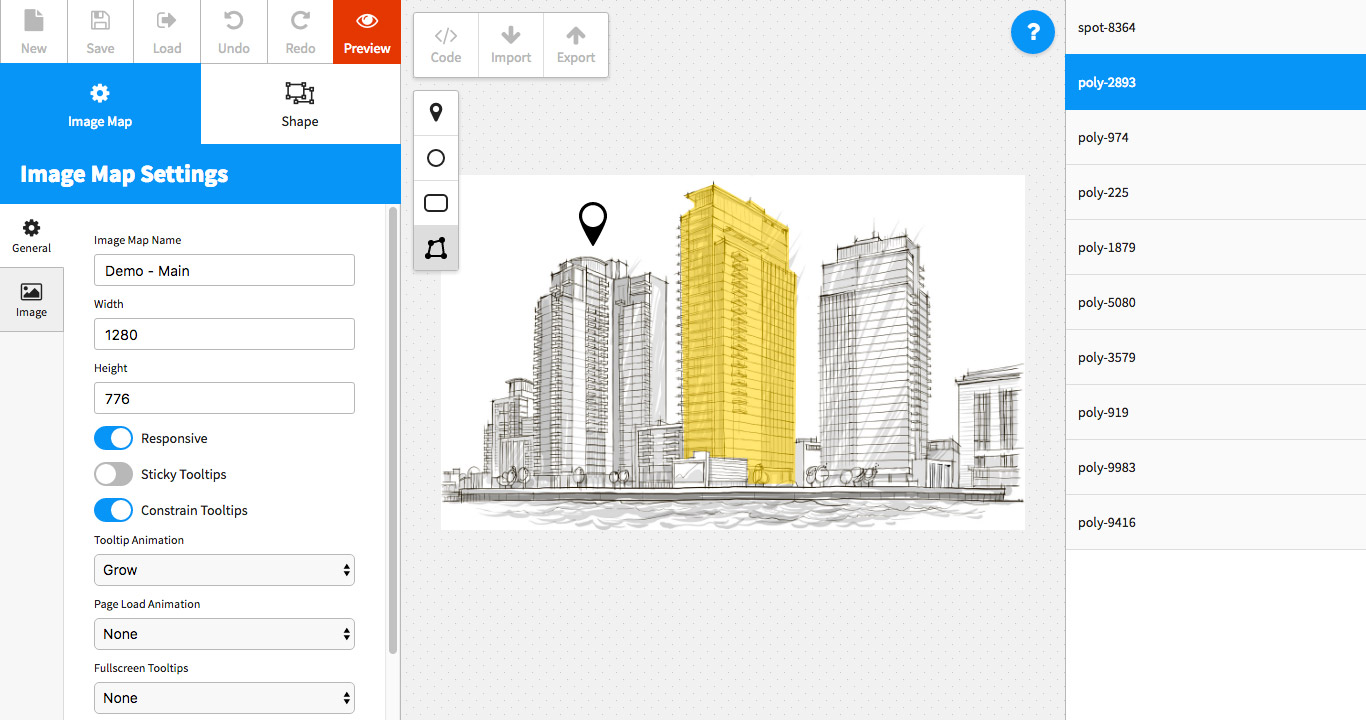 New
Save
Load
Undo
Redo
Preview
Image Map
Shape
Image Map Settings
General
Image
Image Map Name
Demo - Main
Width
1280
Height
776
Responsive
Sticky Tooltips
Constrain Tooltips
Tooltip Animation
Grow
Page Load Animation
None
Fullscreen Tooltips
None
</> Code
Import
Export
?
spot-8364
poly-2893
poly-974
poly-225
poly-1879
poly-5080
poly-3579
poly-919
poly-9983
poly-9416